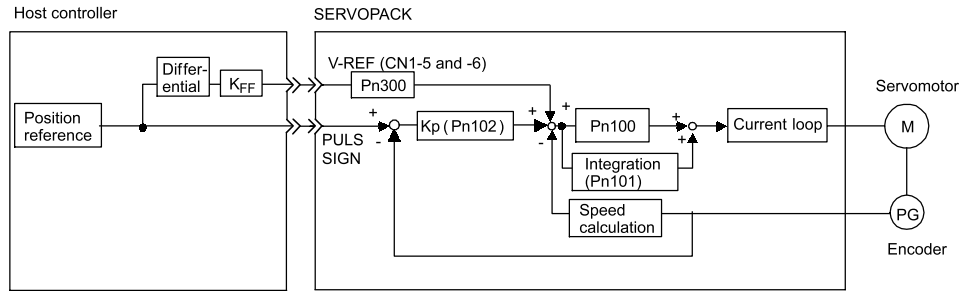 Host controller
SERVOPACK
V-REF (CN1-5 and -6)
Differ-
ential
KFF
Pn300
Servomotor
Position
reference
+
-
Kp (Pn102)
+
+
-
Pn100
+
+
Current loop
M
PULS
SIGN
Integration
(Pn101)
Speed
calculation
PG
Encoder